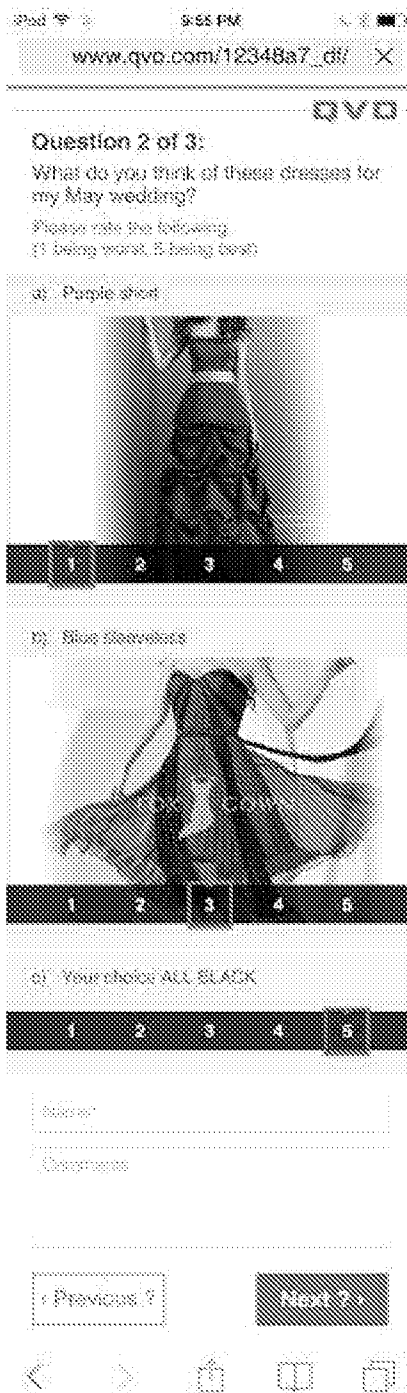 iPad 9:55 PM
www.qvo.com/12348a7_df/ ×
QVO
Question 2 of 3:
What do you think of these dresses for
my May wedding?
Please rate the following
(1 being worst, 5 being best)
a) Purple short
1 2 3 4 5
b) Blue sleeveless
1 2 3 4 5
c) Your choice ALL BLACK
1 2 3 4 5
Name
Comments
‹ Previous ?
Next ? ›